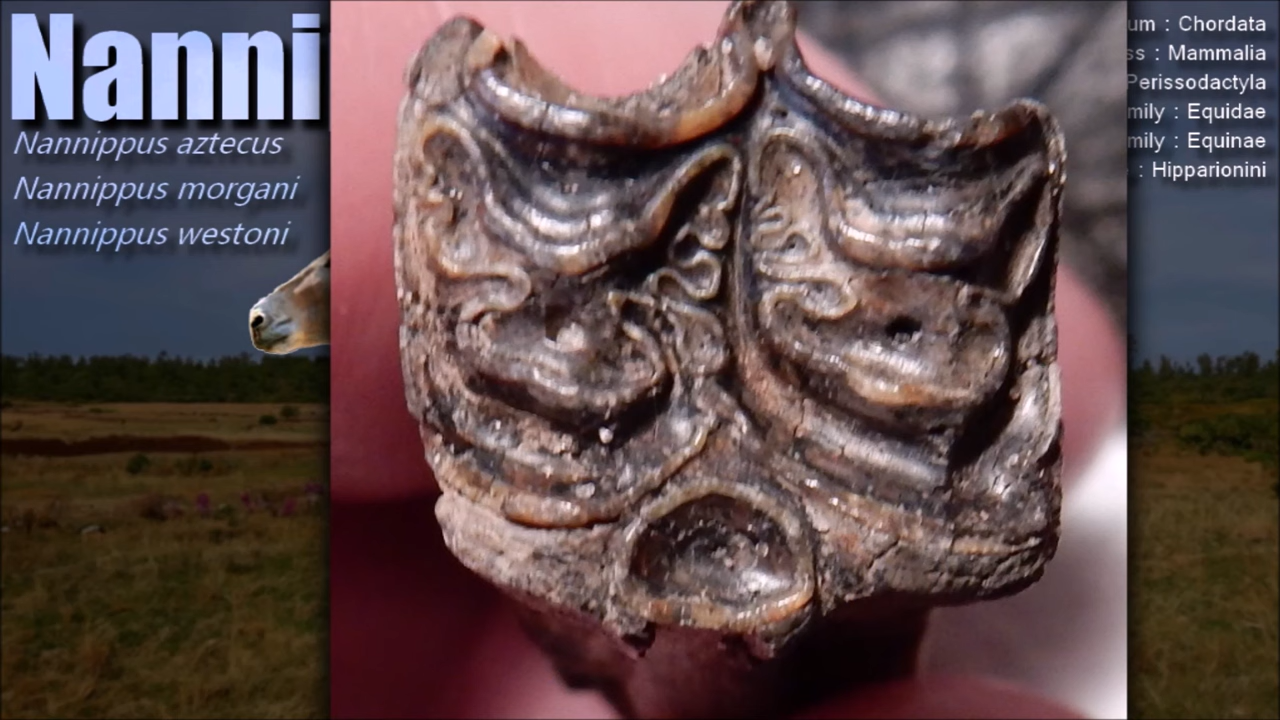 Nanni
Nannippus aztecus
Nannippus morgani
Nannippus westoni
um : Chordata
ss : Mammalia
Perissodactyla
mily : Equidae
mily : Equinae
: Hipparionini